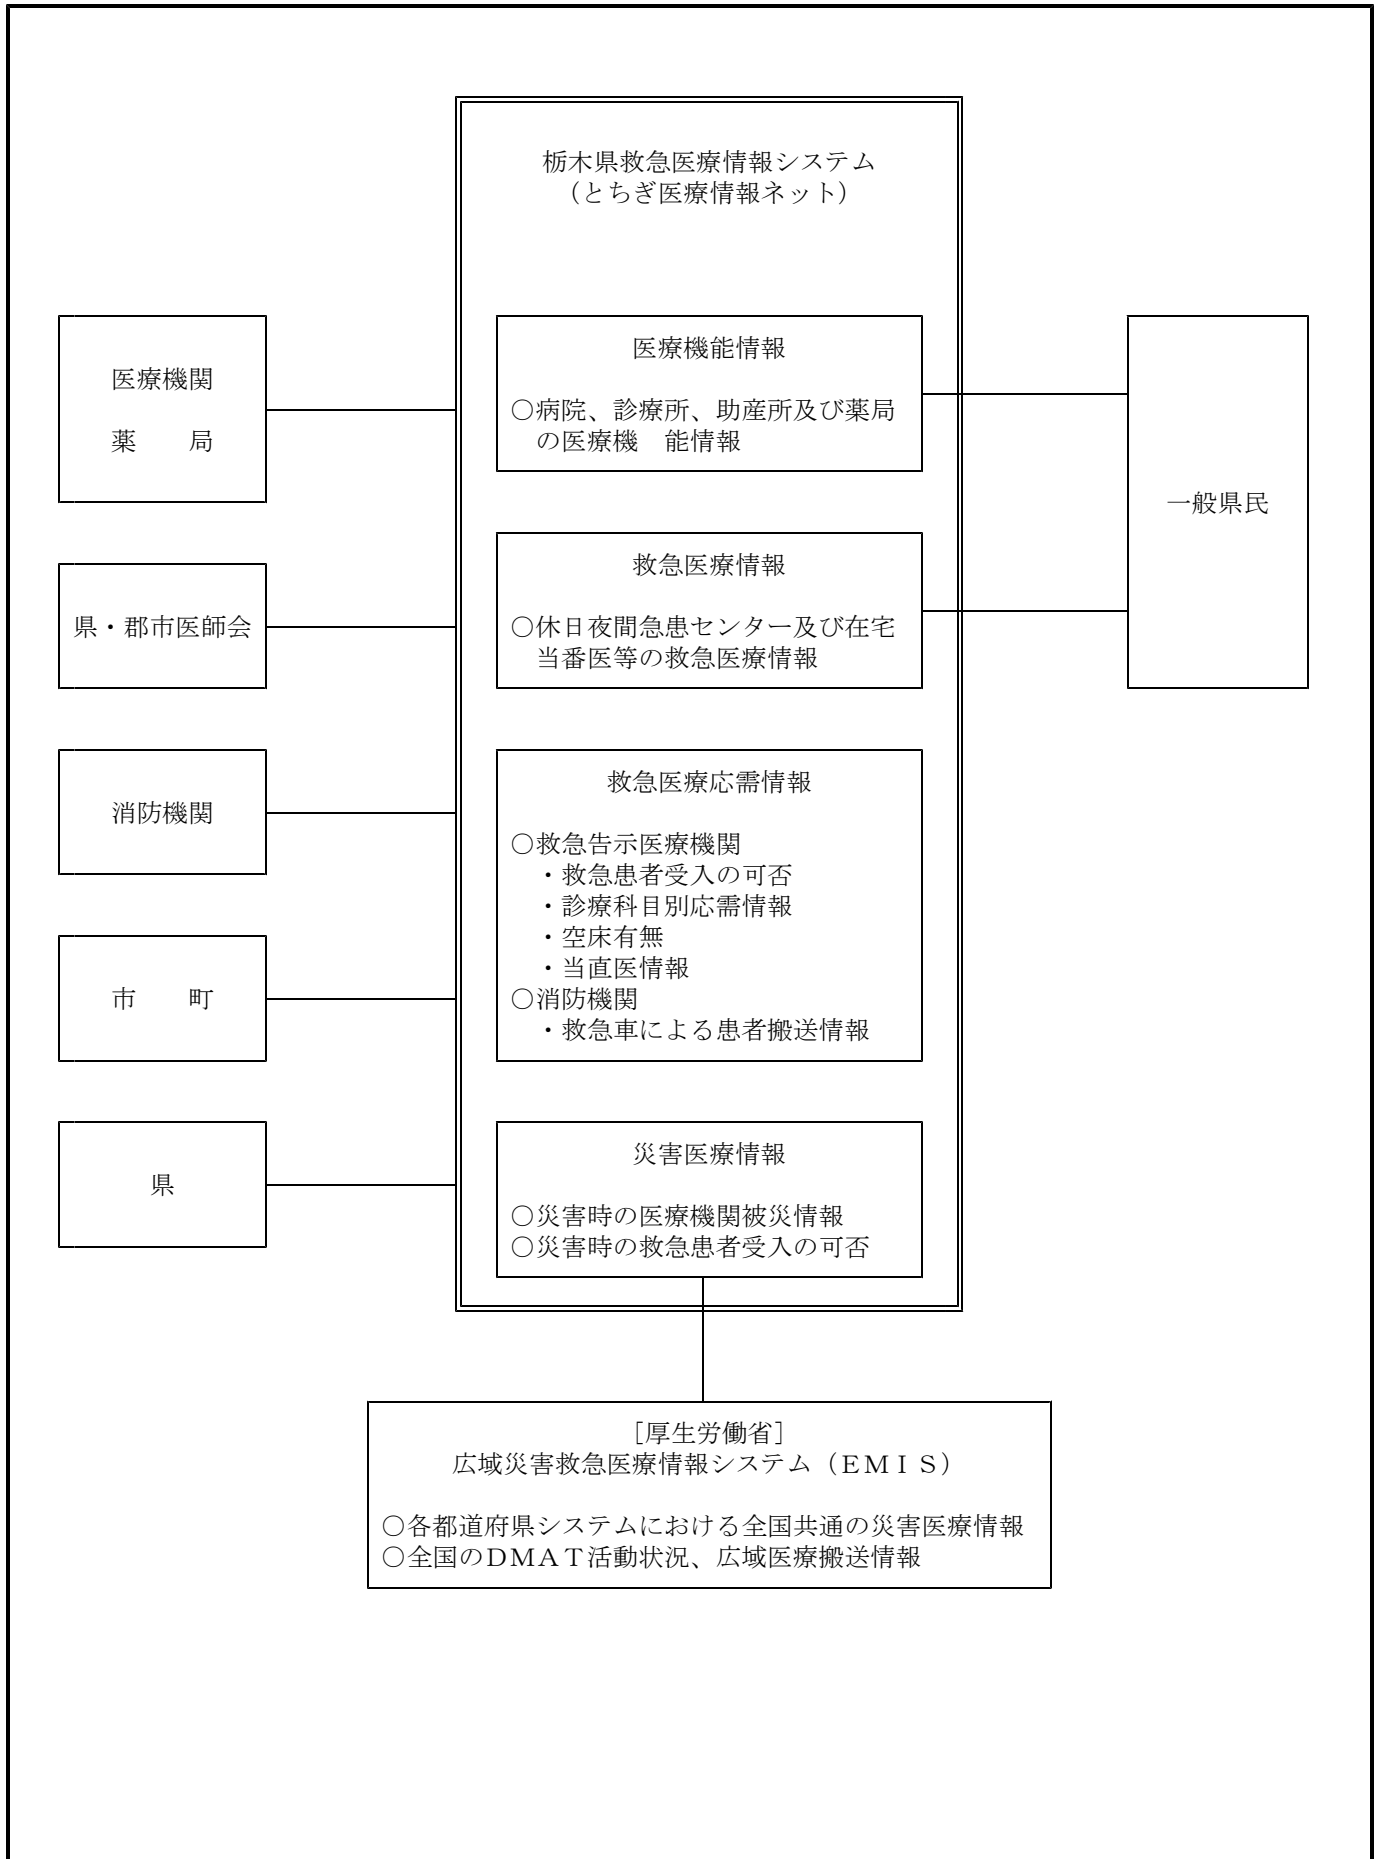 栃木県救急医療情報システム
（とちぎ医療情報ネット）
医療機関
薬　　局
県・郡市医師会
消防機関
市　　町
県
医療機能情報
○病院、診療所、助産所及び薬局
の医療機　能情報
救急医療情報
○休日夜間急患センター及び在宅
当番医等の救急医療情報
救急医療応需情報
○救急告示医療機関
・救急患者受入の可否
・診療科目別応需情報
・空床有無
・当直医情報
○消防機関
・救急車による患者搬送情報
災害医療情報
○災害時の医療機関被災情報
○災害時の救急患者受入の可否
一般県民
［厚生労働省］
広域災害救急医療情報システム（ＥＭＩＳ）
○各都道府県システムにおける全国共通の災害医療情報
○全国のＤＭＡＴ活動状況、広域医療搬送情報